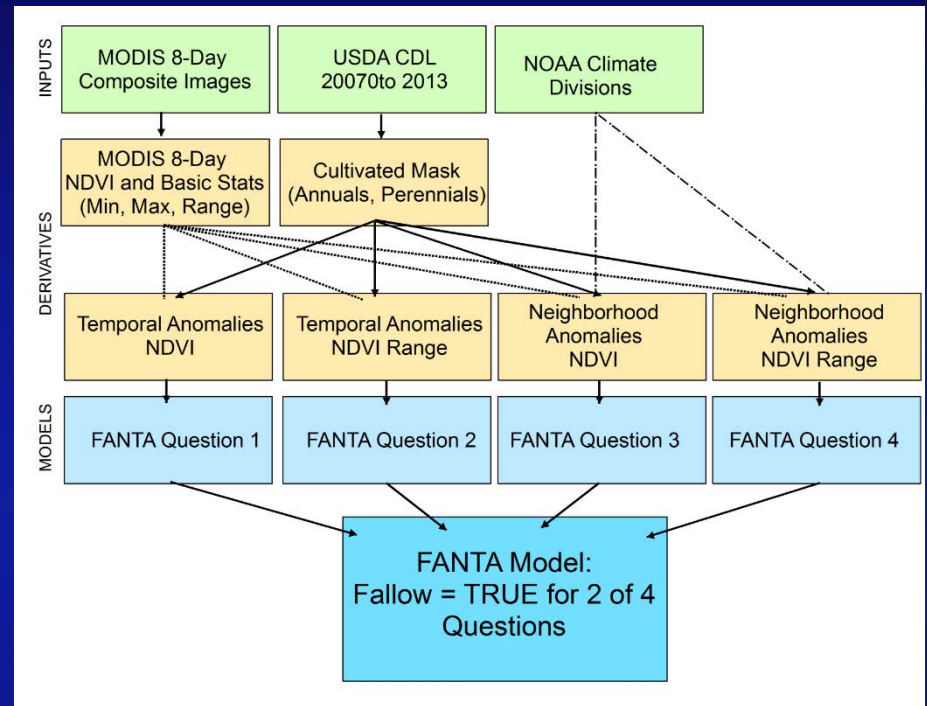 INPUTS
MODIS 8-Day
Composite Images
USDA CDL
20070to 2013
NOAA Climate
Divisions
DERIVATIVES
MODIS 8-Day
NDVI and Basic Stats
(Min, Max, Range)
Cultivated Mask
(Annuals, Perennials)
Temporal Anomalies
NDVI
Temporal Anomalies
NDVI Range
Neighborhood
Anomalies
NDVI
Neighborhood
Anomalies
NDVI Range
MODELS
FANTA Question 1
FANTA Question 2
FANTA Question 3
FANTA Question 4
FANTA Model:
Fallow = TRUE for 2 of 4
Questions